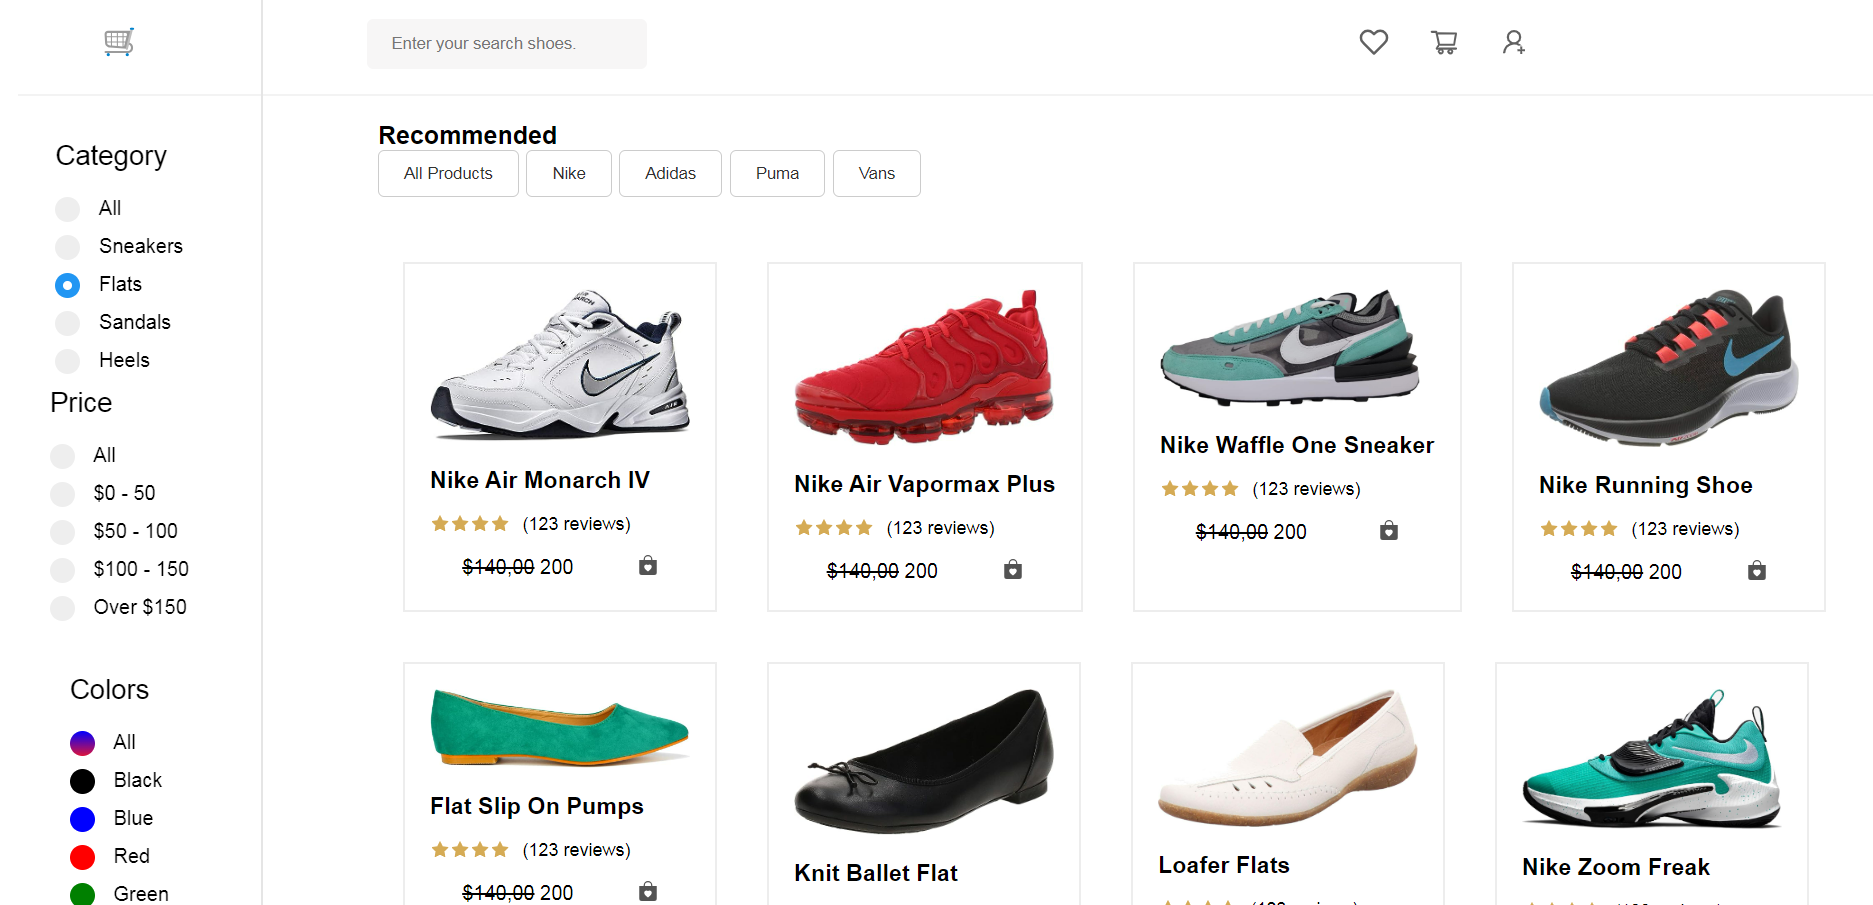 Enter your search shoes.
Category
All
Sneakers
Flats
Sandals
Heels
Price
All
$0 - 50
$50 - 100
$100 - 150
Over $150
Colors
All
Black
Blue
Red
Green
Recommended
All Products
Nike
Adidas
Puma
Vans
Nike Air Monarch IV
(123 reviews)
$140,00 200
Nike Air Vapormax Plus
(123 reviews)
$140,00 200
Nike Waffle One Sneaker
(123 reviews)
$140,00 200
Nike Running Shoe
(123 reviews)
$140,00 200
Flat Slip On Pumps
(123 reviews)
$140,00 200
Knit Ballet Flat
Loafer Flats
Nike Zoom Freak